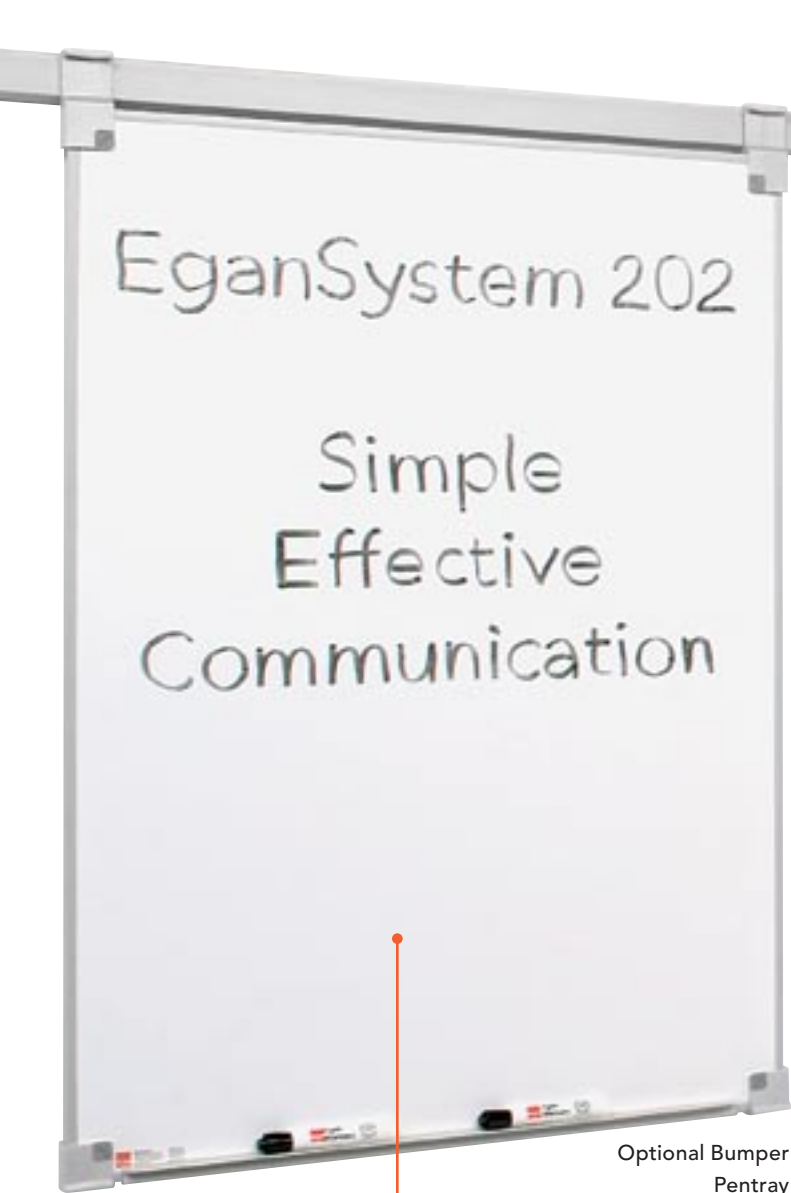 EganSystem 202
Simple
Effective
Communication
Optional Bumper
Pentray